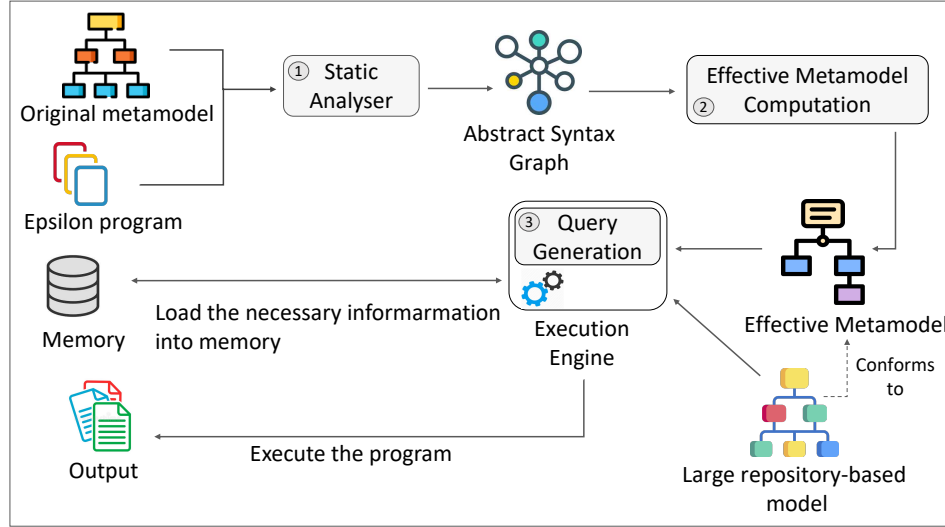 Original metamodel
1
Static
Analyser
Abstract Syntax
Graph
Effective Metamodel
2
Computation
Epsilon program
3
Query
Generation
Execution
Engine
Effective Metamodel
Memory
Load the necessary informarmation
into memory
Conforms
to
Output
Execute the program
Large repository-based
model